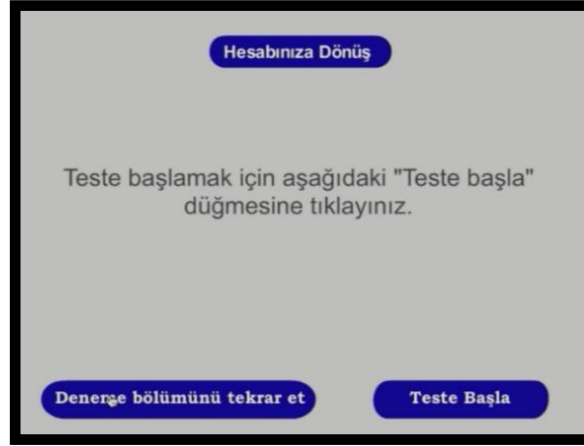 Hesabınıza Dönüş
Teste başlamak için aşağıdaki "Teste başla"
düğmesine tıklayınız.
Deneme bölümünü tekrar et
Teste Başla